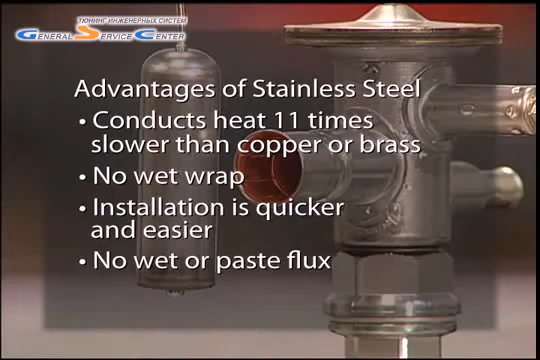 "ТЮНИНГ" ИНЖЕНЕРНЫХ СИСТЕМ
GENERAL SERVICE CENTER
Advantages of Stainless Steel
• Conducts heat 11 times
slower than copper or brass
• No wet wrap
• Installation is quicker
and easier
• No wet or paste flux